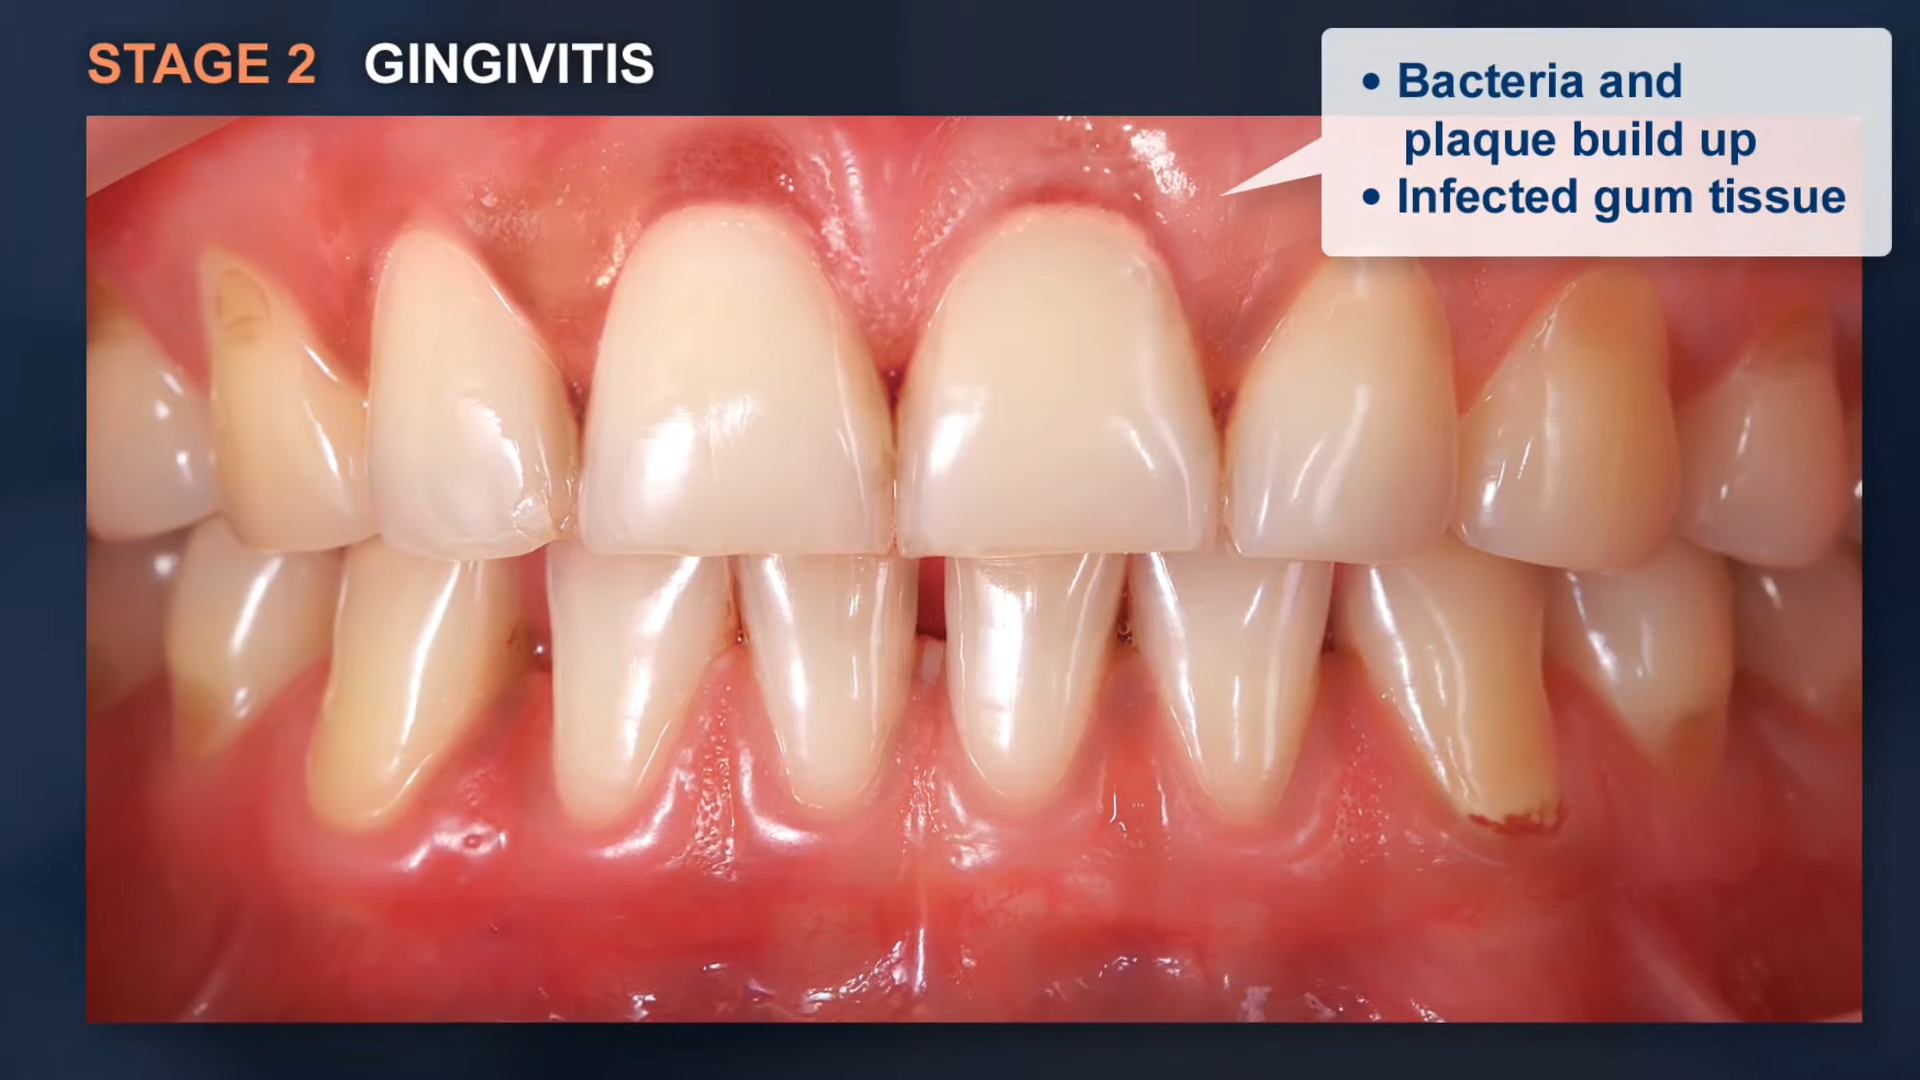 STAGE 2 GINGIVITIS
• Bacteria and
plaque build up
• Infected gum tissue